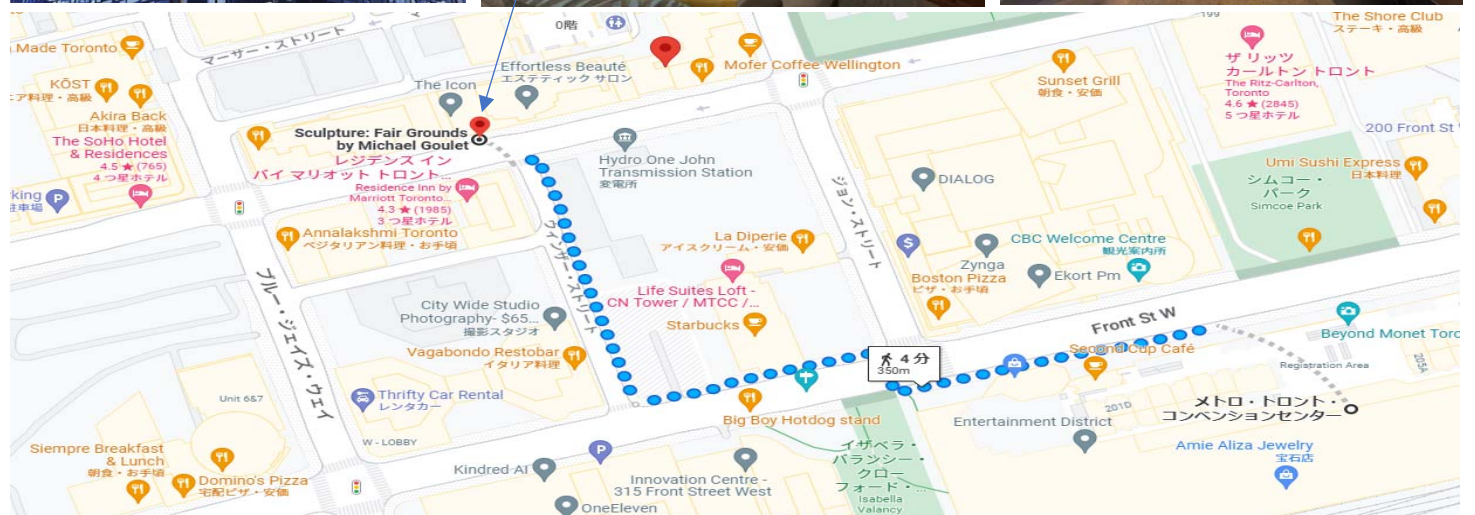 0階
199
The Shore Club
ステーキ・高級
Made Toronto
マーサー・ストリート
KŌST
ニア料理・高級
Akira Back
日本料理・高級
The SoHo Hotel
& Residences
4.5 ★ (765)
4 つ星ホテル
Effortless Beauté
エステティック サロン
The Icon
Mofer Coffee Wellington
Sunset Grill
朝食・安価
ザ リッツ
カールトン トロント
The Ritz-Carlton,
Toronto
4.6 ★ (2845)
5 つ星ホテル
200 Front St
Sculpture: Fair Grounds
by Michael Goulet
レジデンス イン
バイ マリオット トロント...
Residence Inn by
Marriott Toronto...
4.3 ★ (1985)
3 つ星ホテル
Hydro One John
Transmission Station
変電所
DIALOG
Umi Sushi Express
日本料理
シムコー・
パーク
Simcoe Park
king
P
駐車場
Annalakshmi Toronto
ベジタリアン料理・お手頃
ウィンザー・ストリート
ジョン・ストリート
La Diperie
アイスクリーム・安価
$
CBC Welcome Centre
観光案内所
Zynga
Ekort Pm
Boston Pizza
ピザ・お手頃
ブルー・ジェイズ・ウェイ
City Wide Studio
Photography- $65...
撮影スタジオ
Life Suites Loft -
CN Tower / MTCC /...
Starbucks
Front St W
Beyond Monet Toro
Vagabondo Restobar
イタリア料理
4 分
350m
Second Cup Café
Registration Area
205A
Unit 6&7
Thrifty Car Rental
レンタカー
メトロ・トロント・
コンベンションセンター
201D
W - LOBBY
Big Boy Hotdog stand
Entertainment District
Siempre Breakfast
& Lunch
朝食・お手頃
Domino's Pizza
宅配ピザ・安価
Kindred AI
P
Innovation Centre -
315 Front Street West
OneEleven
イザベラ・
バランシー・
クロー
フォード・...
Isabella
Valancy
Amie Aliza Jewelry
宝石店